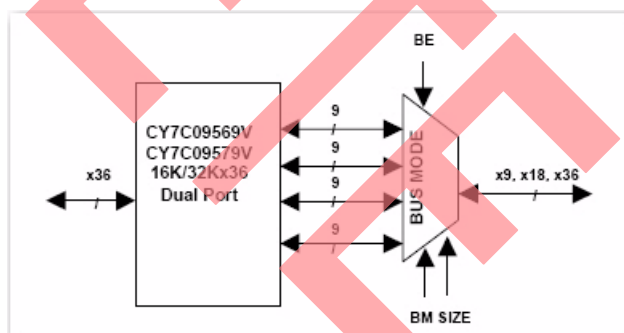 BE
CY7C09569V
CY7C09579V
16K/32Kx36
Dual Port
x36
9
9
9
9
BUS MODE
x9, x18, x36
BM SIZE